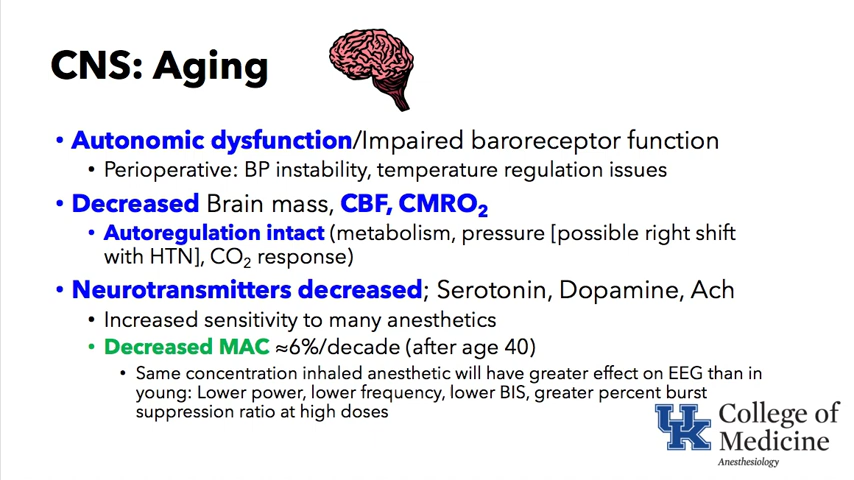 CNS: Aging
• Autonomic dysfunction/Impaired baroreceptor function
• Perioperative: BP instability, temperature regulation issues
• Decreased Brain mass, CBF, CMRO₂
• Autoregulation intact (metabolism, pressure [possible right shift
with HTN], CO₂ response)
• Neurotransmitters decreased; Serotonin, Dopamine, Ach
• Increased sensitivity to many anesthetics
• Decreased MAC ≈6%/decade (after age 40)
• Same concentration inhaled anesthetic will have greater effect on EEG than in
young: Lower power, lower frequency, lower BIS, greater percent burst
suppression ratio at high doses
UK
College of
Medicine
Anesthesiology